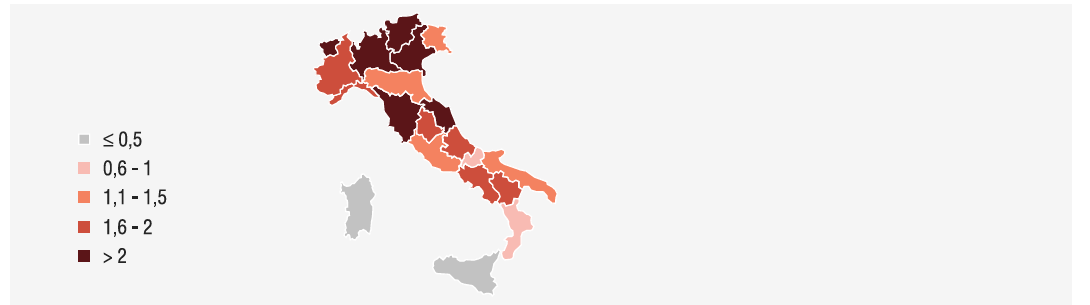 ≤ 0,5
0,6 - 1
1,1 - 1,5
1,6 - 2
> 2